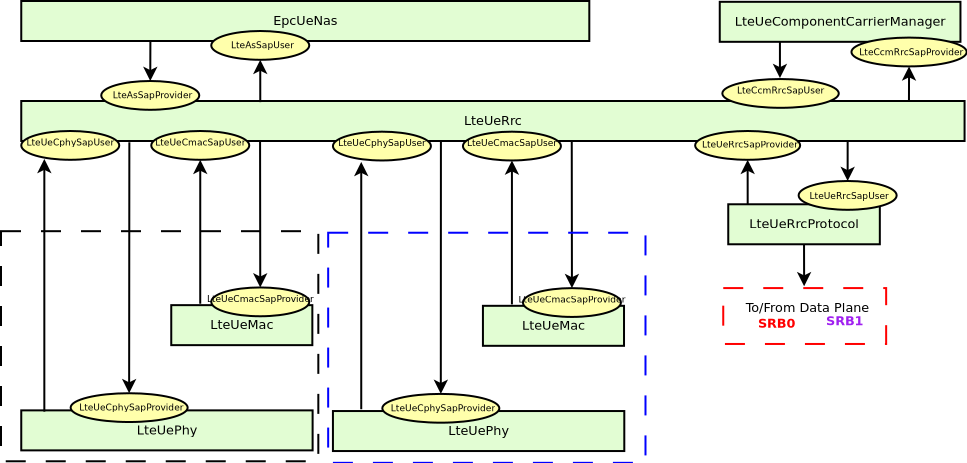 EpcUeNas
LteUeComponentCarrierManager
LteAsSapUser
LteCcmRrcSapProvider
LteAsSapProvider
LteCcmRrcSapUser
LteUeRrc
LteUeCphySapUser
LteUeCmacSapUser
LteUeCphySapUser
LteUeCmacSapUser
LteUeRrcSapProvider
LteUeRrcSapUser
LteUeRrcProtocol
LteUeCmacSapProvider
LteUeCmacSapProvider
LteUeMac
LteUeMac
To/From Data Plane
SRB0
SRB1
LteUeCphySapProvider
LteUeCphySapProvider
LteUePhy
LteUePhy